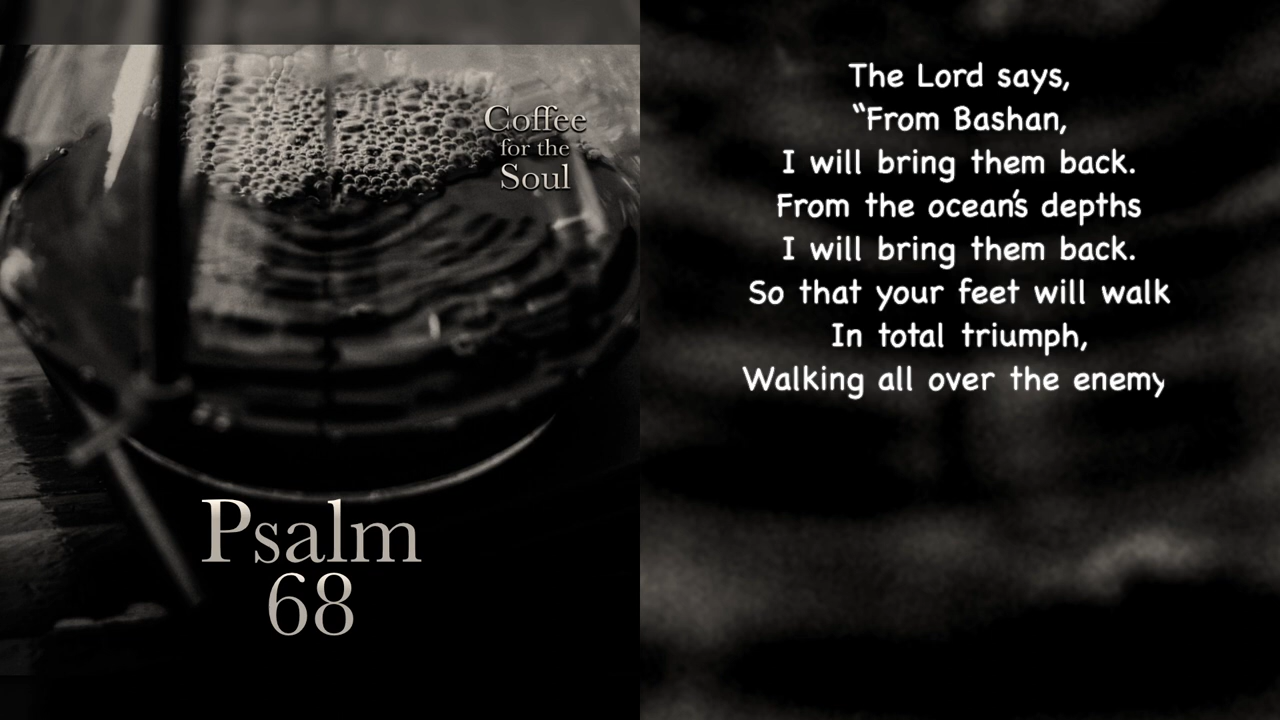 Coffee
for the
Soul
Psalm
68
The Lord says,
“From Bashan,
I will bring them back.
From the ocean’s depths
I will bring them back.
So that your feet will walk
In total triumph,
Walking all over the enemy